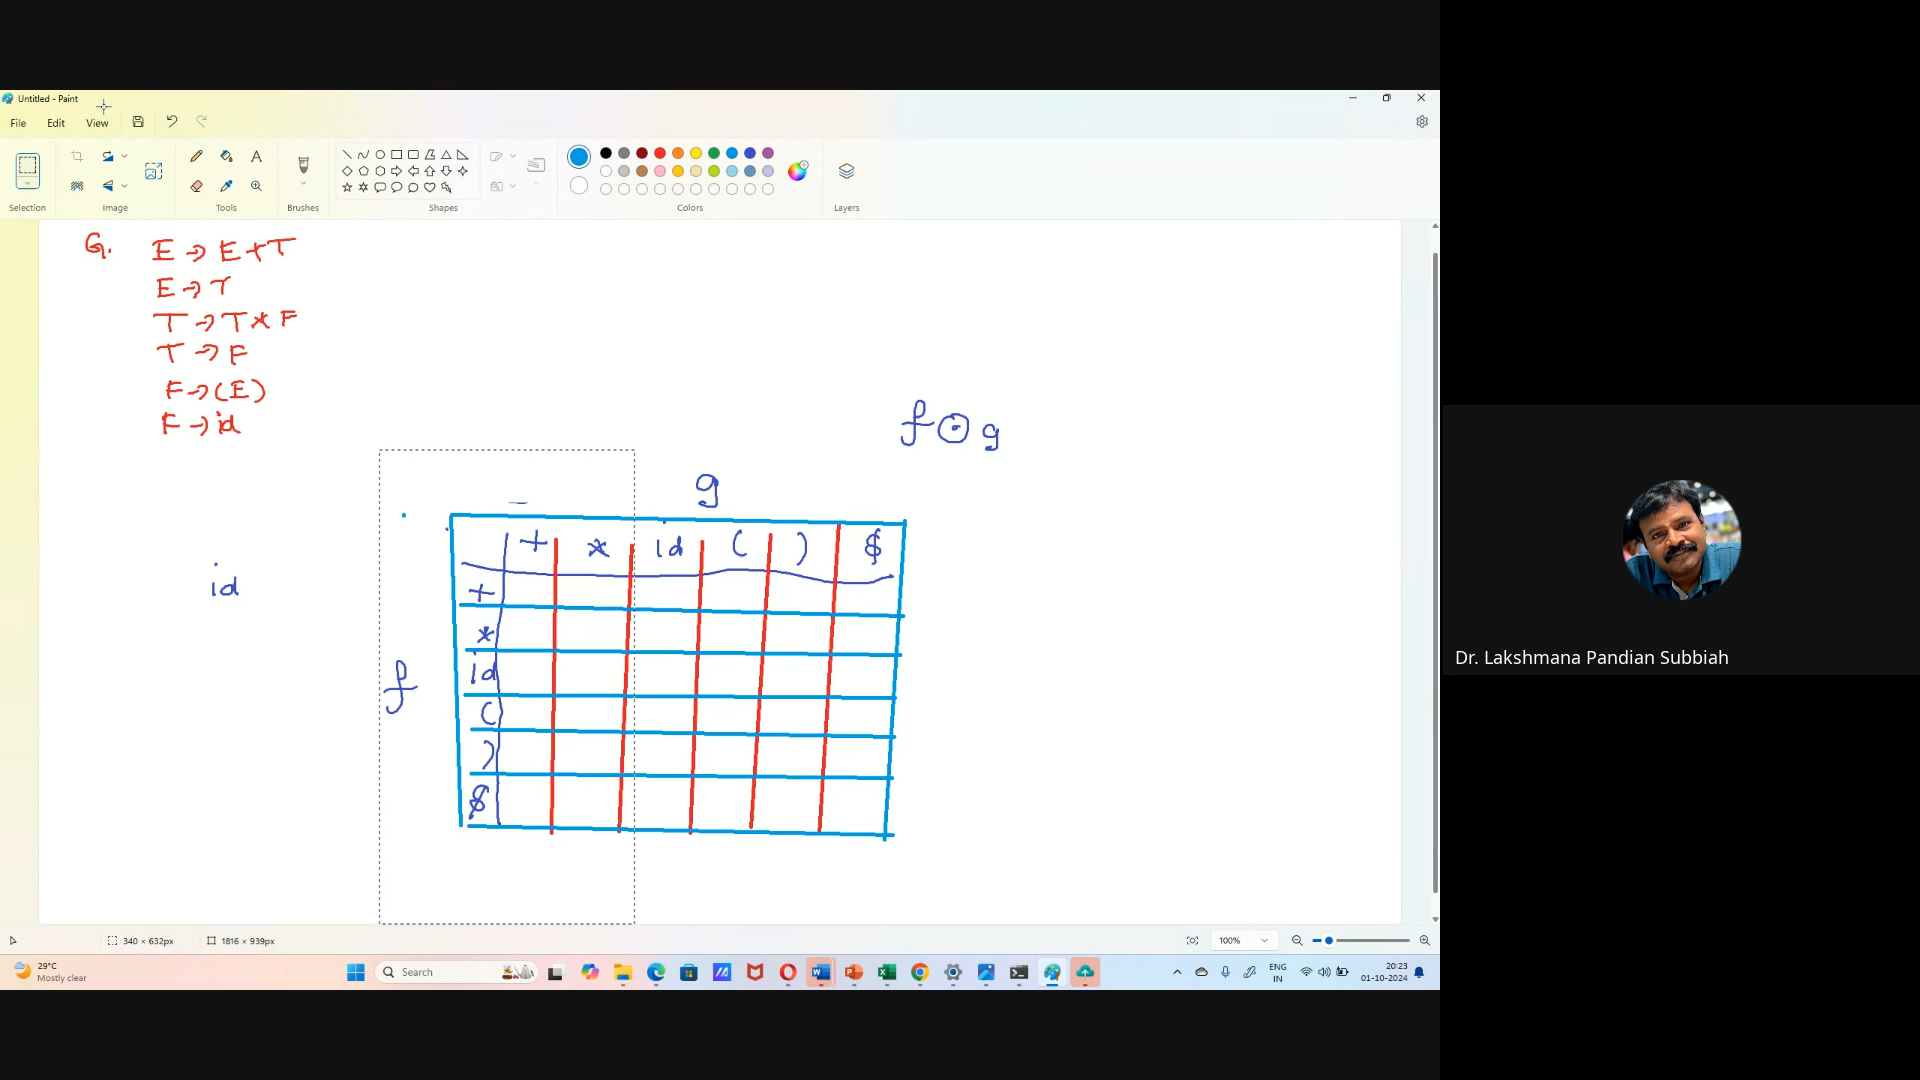 Untitled - Paint
File Edit View
Selection Image Tools Brushes Shapes Colors Layers
G. E → E + T
E → T
T → T * F
T → F
F → (E)
F → id
f ⊙ g
g
+ * id ( ) $
+
id
*
id
f
(
)
$
Dr. Lakshmana Pandian Subbiah
340 × 632px 1816 × 939px 100%
29°C
Mostly clear
Search
ENG
IN
20:23
01-10-2024